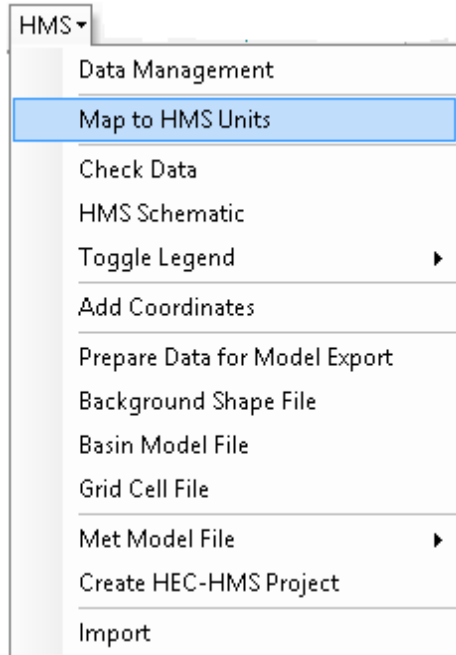 HMS
Data Management
Map to HMS Units
Check Data
HMS Schematic
Toggle Legend
Add Coordinates
Prepare Data for Model Export
Background Shape File
Basin Model File
Grid Cell File
Met Model File
Create HEC-HMS Project
Import